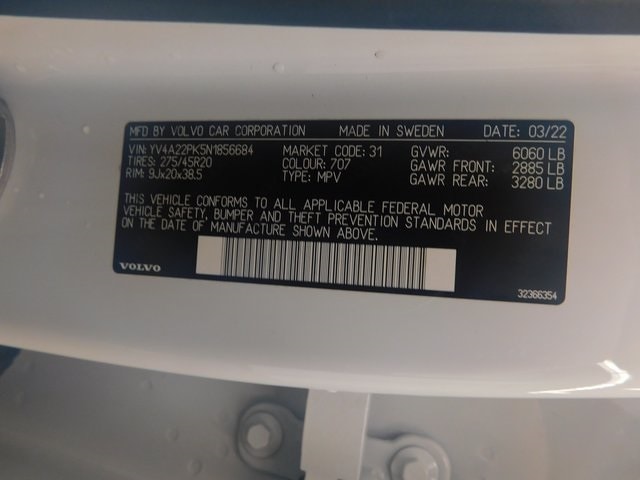 MFD BY VOLVO CAR CORPORATION MADE IN SWEDEN DATE: 03/22
VIN: YV4A22PK5N1856684 MARKET CODE: 31 GVWR: 6060 LB
TIRES: 275/45R20 COLOUR: 707 GAWR FRONT: 2885 LB
RIM: 9Jx20x38.5 TYPE: MPV GAWR REAR: 3280 LB
THIS VEHICLE CONFORMS TO ALL APPLICABLE FEDERAL MOTOR
VEHICLE SAFETY, BUMPER AND THEFT PREVENTION STANDARDS IN EFFECT
ON THE DATE OF MANUFACTURE SHOWN ABOVE.
VOLVO 32366354